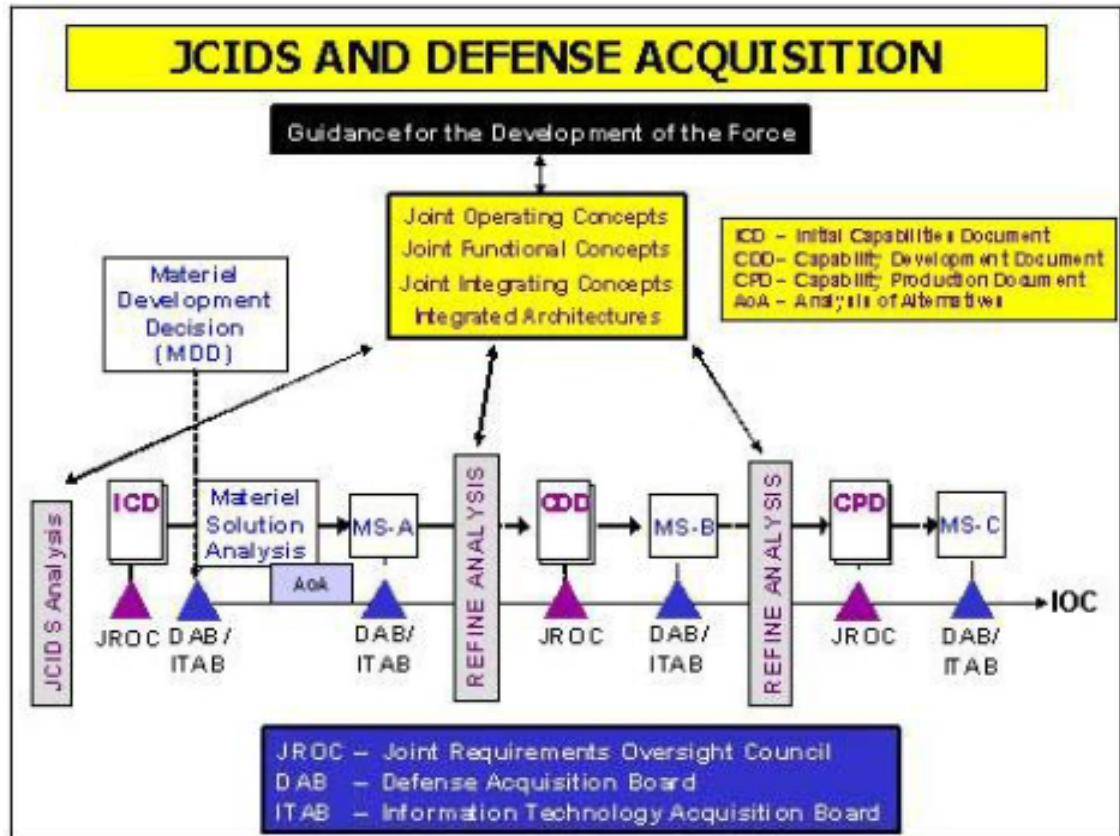 JCIDS AND DEFENSE ACQUISITION
Guidance for the Development of the Force
Joint Operating Concepts
Joint Functional Concepts
Joint Integrating Concepts
Integrated Architectures
ICD – Initial Capabilities Document
CDD – Capability Development Document
CPD – Capability Production Document
AoA – Analysis of Alternatives
Materiel
Development
Decision
(MDD)
JCIDS Analysis
ICD
Materiel
Solution
Analysis
MS-A
REFINE ANALYSIS
CDD
MS-B
REFINE ANALYSIS
CPD
MS-C
AoA
IOC
JROC
DAB/
ITAB
DAB/
ITAB
JROC
DAB/
ITAB
JROC
DAB/
ITAB
JROC – Joint Requirements Oversight Council
DAB – Defense Acquisition Board
ITAB – Information Technology Acquisition Board